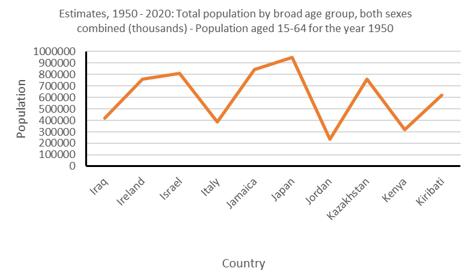 Estimates, 1950 - 2020: Total population by broad age group, both sexes
combined (thousands) - Population aged 15-64 for the year 1950
1000000
900000
800000
700000
600000
500000
400000
300000
200000
100000
0
Population
Iraq
Ireland
Israel
Italy
Jamaica
Japan
Jordan
Kazakhstan
Kenya
Kiribati
Country